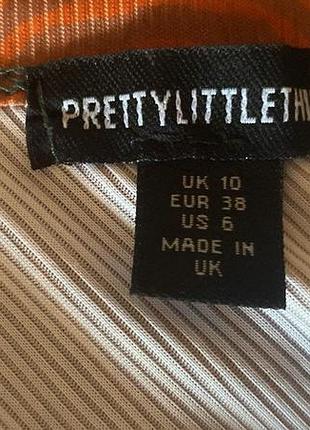 PRETTYLITTLETHI
UK 10
EUR 38
US 6
MADE IN
UK